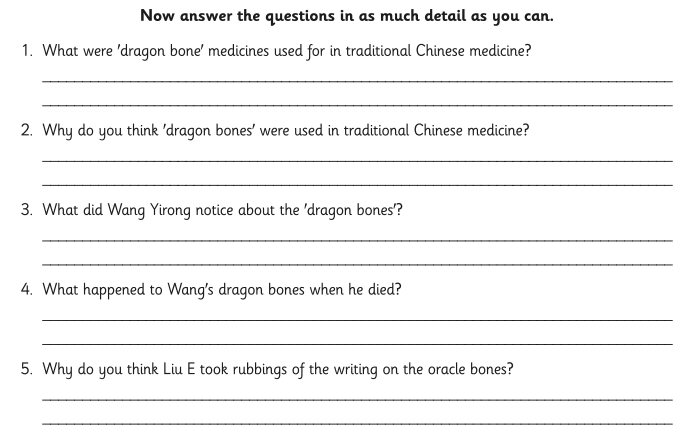 Now answer the questions in as much detail as you can.
1. What were 'dragon bone' medicines used for in traditional Chinese medicine?
2. Why do you think 'dragon bones' were used in traditional Chinese medicine?
3. What did Wang Yirong notice about the 'dragon bones'?
4. What happened to Wang's dragon bones when he died?
5. Why do you think Liu E took rubbings of the writing on the oracle bones?